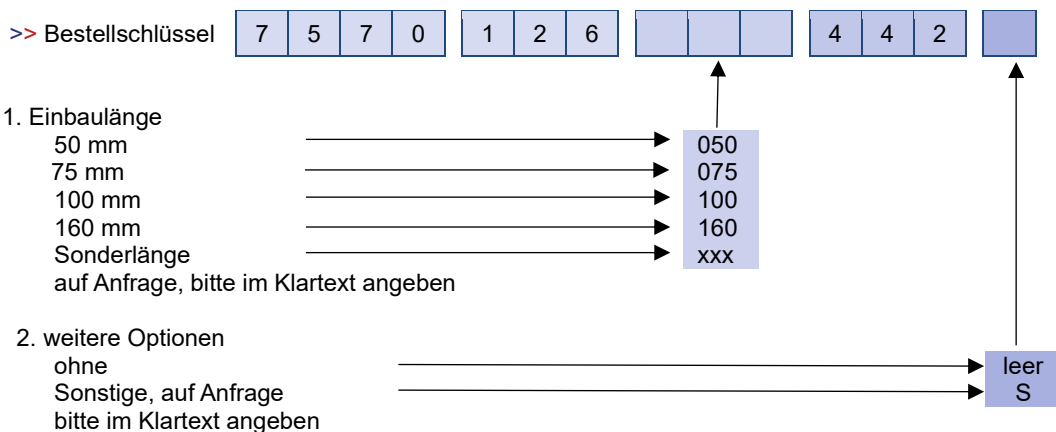 >> Bestellschlüssel 7 5 7 0 1 2 6 4 4 2
1. Einbaulänge
50 mm 050
75 mm 075
100 mm 100
160 mm 160
Sonderlänge xxx
auf Anfrage, bitte im Klartext angeben
2. weitere Optionen
ohne leer
Sonstige, auf Anfrage S
bitte im Klartext angeben